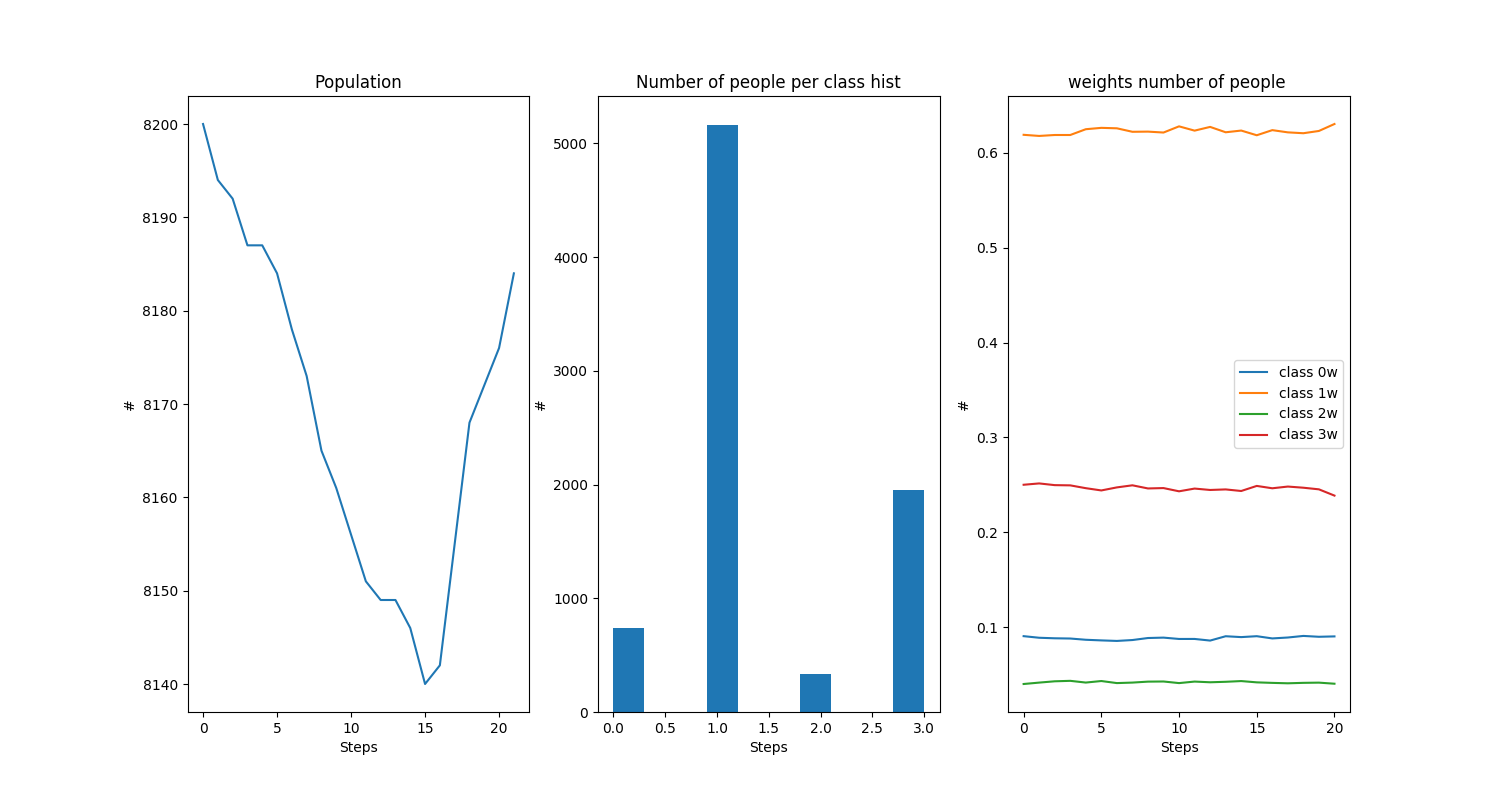 Population
8200
8190
8180
8170
8160
8150
8140
#
0 5 10 15 20
Steps
Number of people per class hist
5000
4000
3000
2000
1000
0
#
0.0 0.5 1.0 1.5 2.0 2.5 3.0
Steps
weights number of people
0.6
0.5
0.4
0.3
0.2
0.1
#
class 0w
class 1w
class 2w
class 3w
0 5 10 15 20
Steps